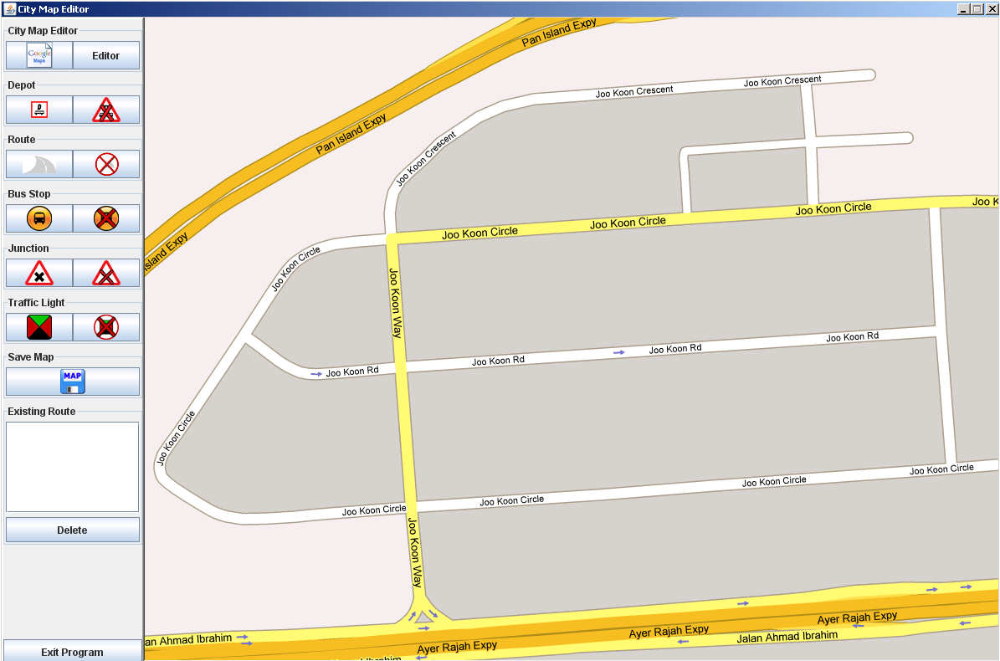 City Map Editor
City Map Editor
Google
Maps
Editor
Depot
Route
Bus Stop
Junction
Traffic Light
Save Map
MAP
Existing Route
Delete
Exit Program
Pan Island Expy
Pan Island Expy
Island Expy
Joo Koon Crescent
Joo Koon Crescent
Joo Koon Crescent
Joo Koon Circle
Joo Koon Circle
Joo Koon Circle
Joo K
Joo Koon Circle
Joo Koon Way
Joo Koon Rd
Joo Koon Rd
Joo Koon Rd
Joo Koon Rd
Joo Koon Circle
Joo Koon Circle
Joo Koon Circle
Joo Koon Circle
Joo Koon Circle
Joo Koon Way
an Ahmad Ibrahim
Ayer Rajah Expy
Ayer Rajah Expy
Ayer Rajah Expy
Jalan Ahmad Ibrahim
Ibrahim